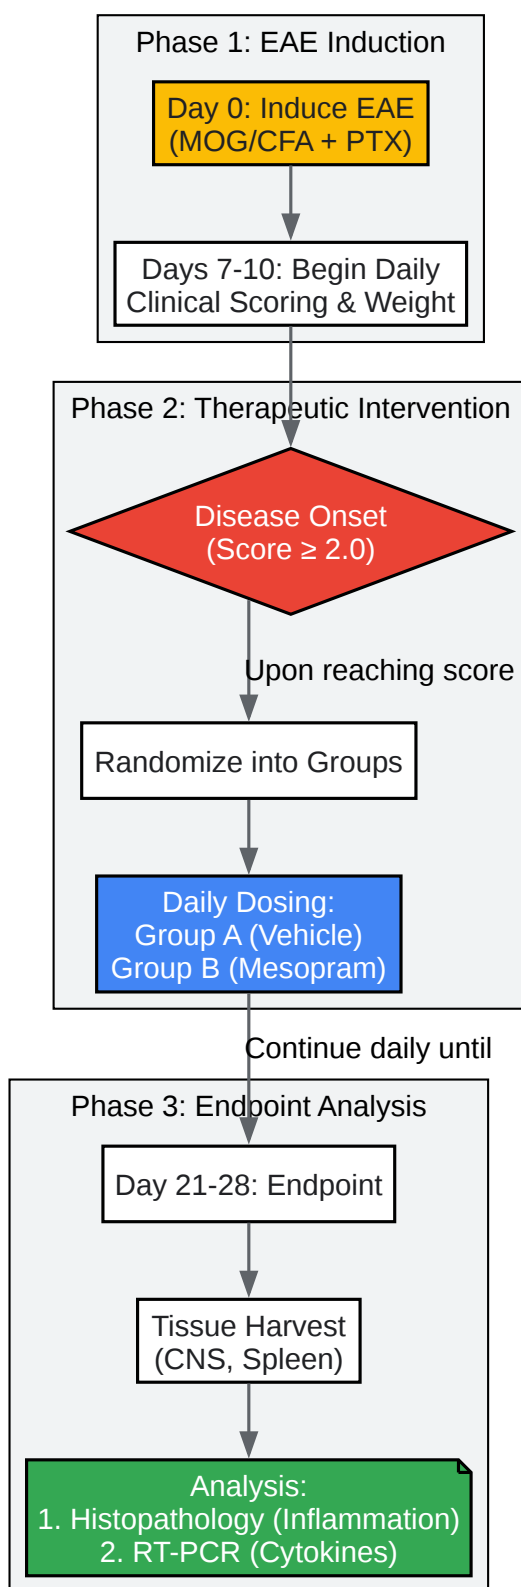 Phase 1: EAE Induction
Day 0: Induce EAE
(MOG/CFA + PTX)
Days 7-10: Begin Daily
Clinical Scoring & Weight
Phase 2: Therapeutic Intervention
Disease Onset
(Score ≥ 2.0)
Upon reaching score
Randomize into Groups
Daily Dosing:
Group A (Vehicle)
Group B (Mesopram)
Continue daily until
Phase 3: Endpoint Analysis
Day 21-28: Endpoint
Tissue Harvest
(CNS, Spleen)
Analysis:
1. Histopathology (Inflammation)
2. RT-PCR (Cytokines)